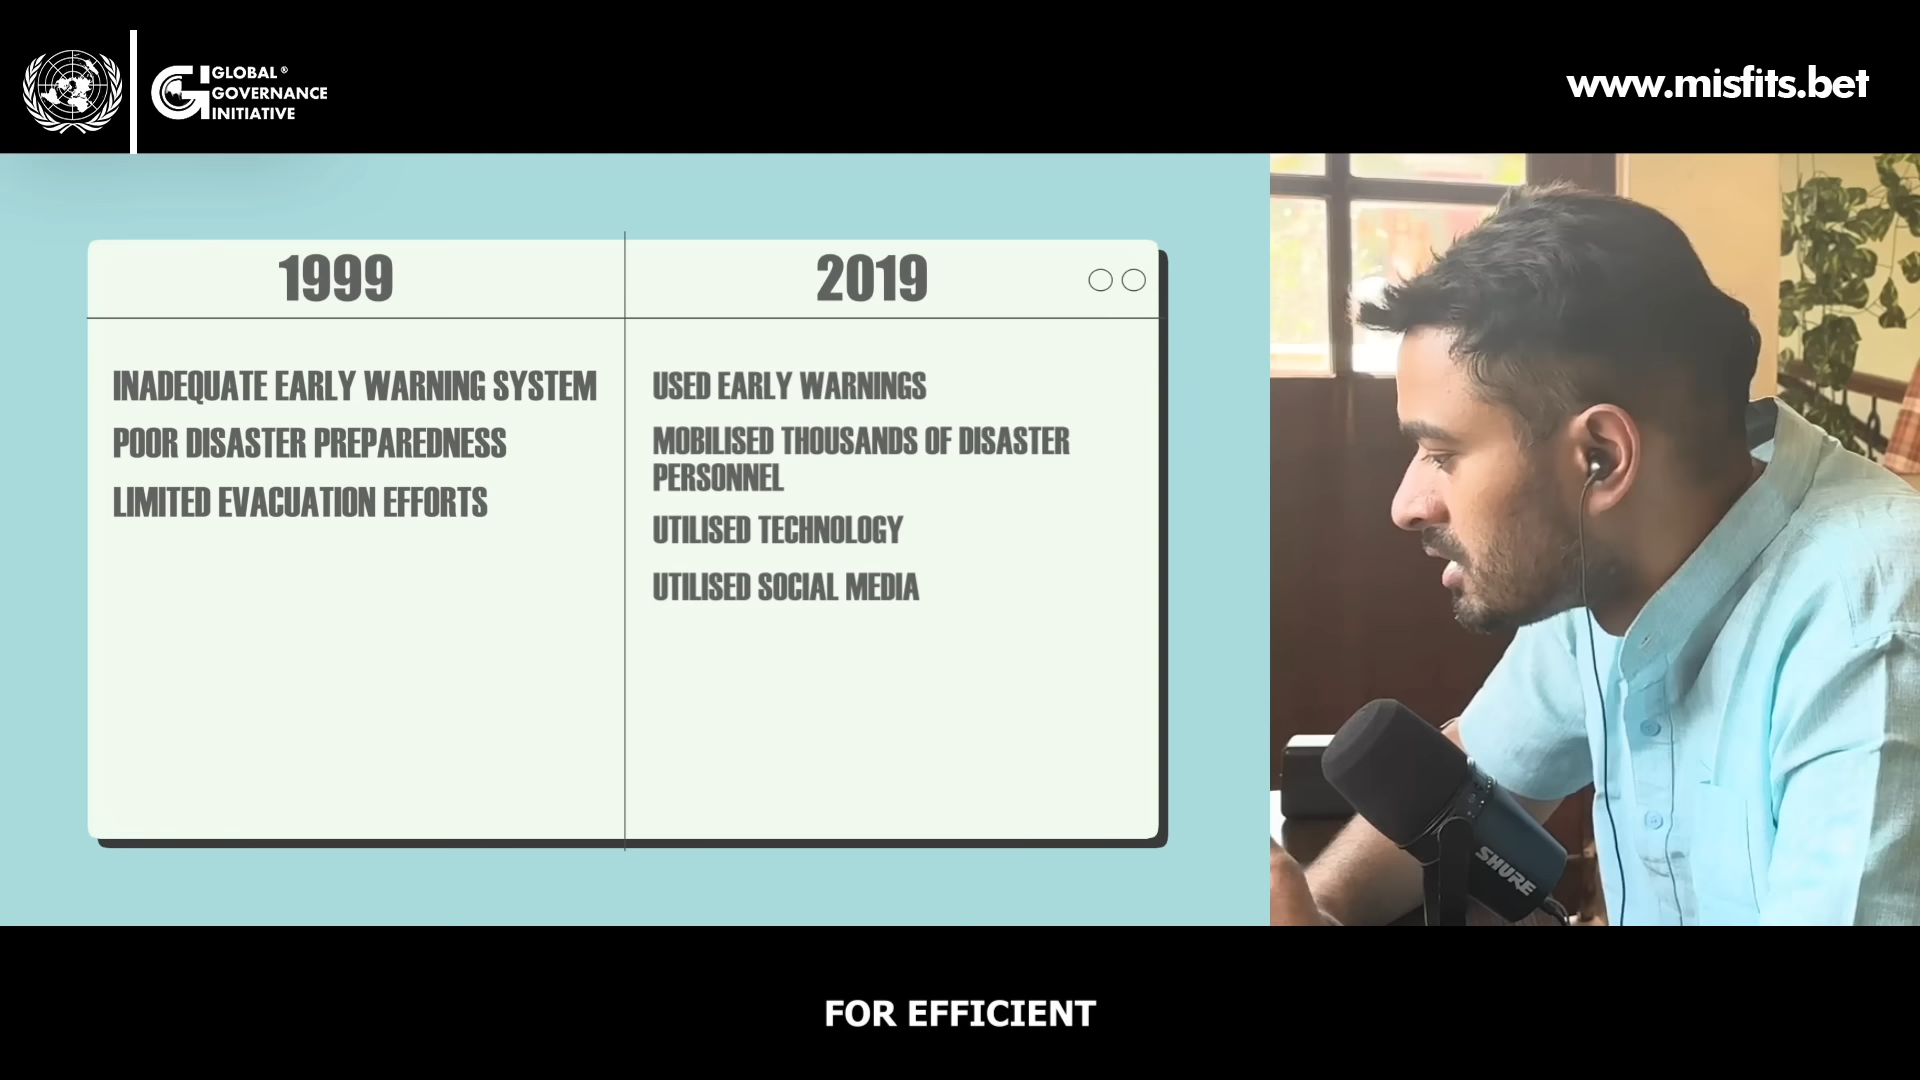 GLOBAL®
GOVERNANCE
INITIATIVE
www.misfits.bet
1999
2019
INADEQUATE EARLY WARNING SYSTEM
POOR DISASTER PREPAREDNESS
LIMITED EVACUATION EFFORTS
USED EARLY WARNINGS
MOBILISED THOUSANDS OF DISASTER
PERSONNEL
UTILISED TECHNOLOGY
UTILISED SOCIAL MEDIA
SHURE
FOR EFFICIENT